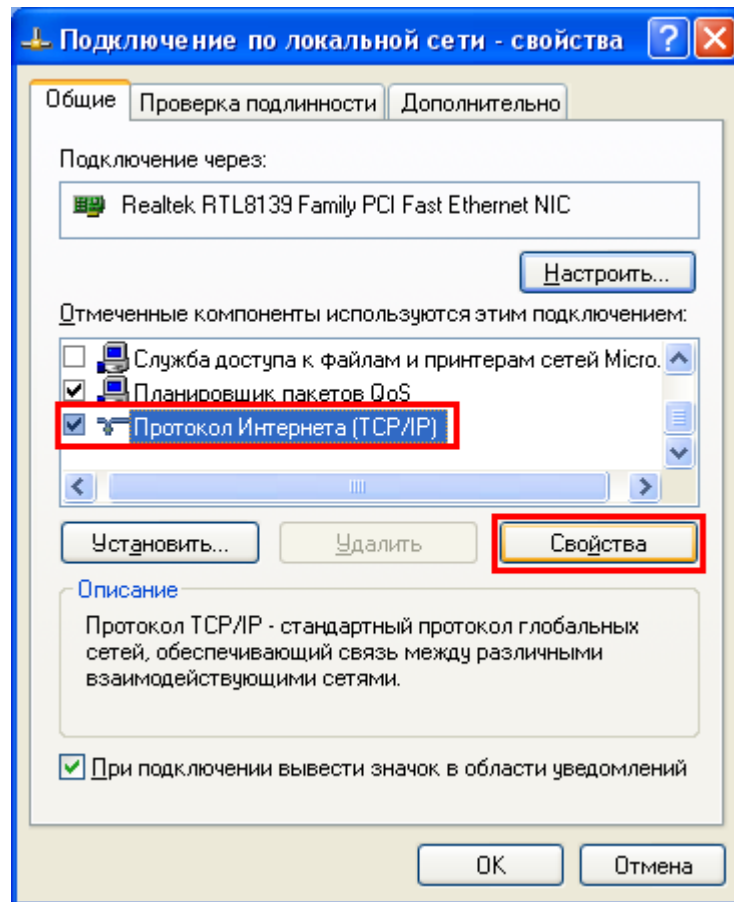 Подключение по локальной сети - свойства
Общие Проверка подлинности Дополнительно
Подключение через:
Realtek RTL8139 Family PCI Fast Ethernet NIC
Настроить...
Отмеченные компоненты используются этим подключением:
Служба доступа к файлам и принтерам сетей Micro.
Планировщик пакетов QoS
Протокол Интернета (TCP/IP)
Установить... Удалить Свойства
Описание
Протокол TCP/IP - стандартный протокол глобальных
сетей, обеспечивающий связь между различными
взаимодействующими сетями.
При подключении вывести значок в области уведомлений
OK Отмена